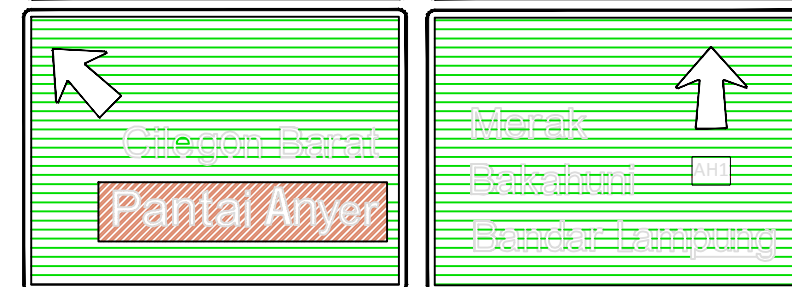 Cilegon Barat
Pantai Anyer
Merak
Bakahuni
AH1
Bandar Lampung